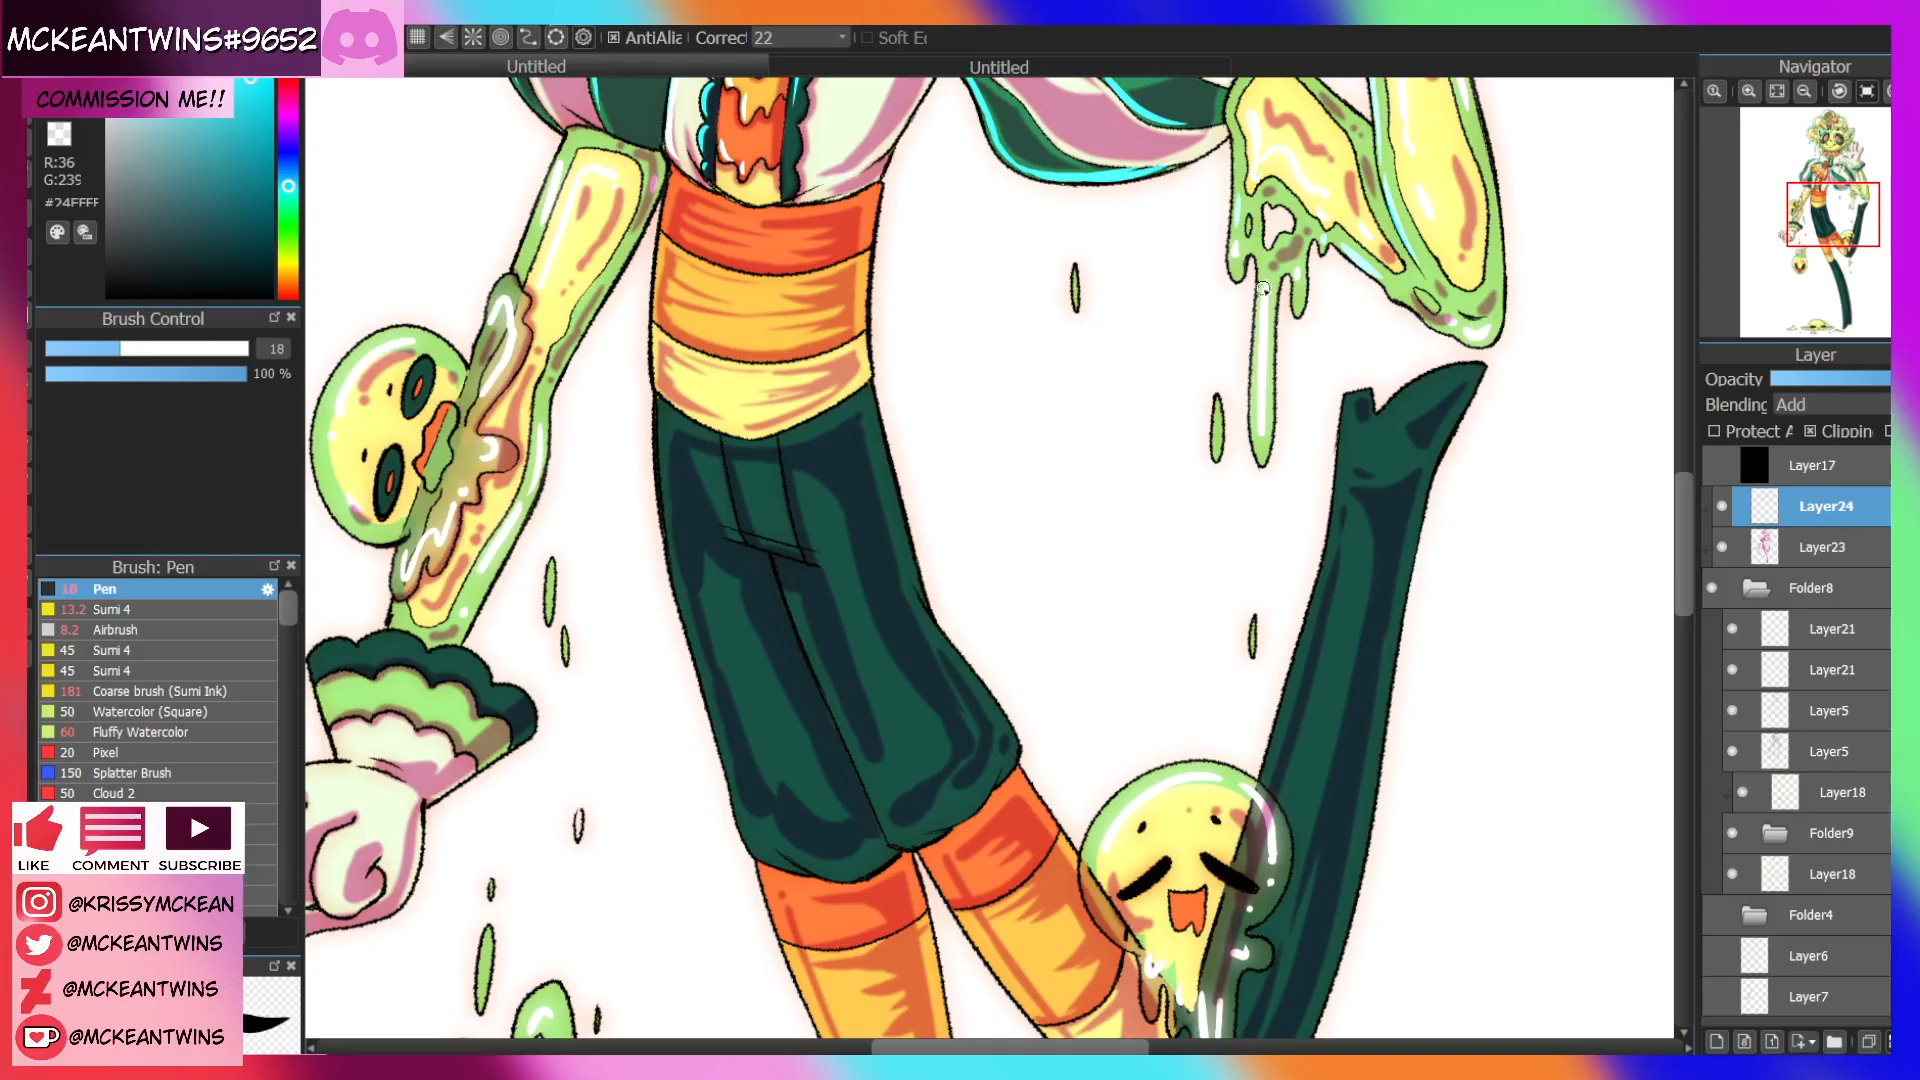 MCKEANTWINS#9652
COMMISSION ME!!
AntiAlia
Correct 22
Soft Ed
Untitled
Untitled
R:36
G:239
#24EFFF
Brush Control
18
100 %
Brush: Pen
18 Pen
13.2 Sumi 4
8.2 Airbrush
45 Sumi 4
45 Sumi 4
181 Coarse brush (Sumi Ink)
50 Watercolor (Square)
60 Fluffy Watercolor
20 Pixel
150 Splatter Brush
50 Cloud 2
LIKE COMMENT SUBSCRIBE
@KRISSYMCKEAN
@MCKEANTWINS
@MCKEANTWINS
@MCKEANTWINS
Navigator
Layer
Opacity
Blending Add
Protect A Clippin
Layer17
Layer24
Layer23
Folder8
Layer21
Layer21
Layer5
Layer5
Layer18
Folder9
Layer18
Folder4
Layer6
Layer7